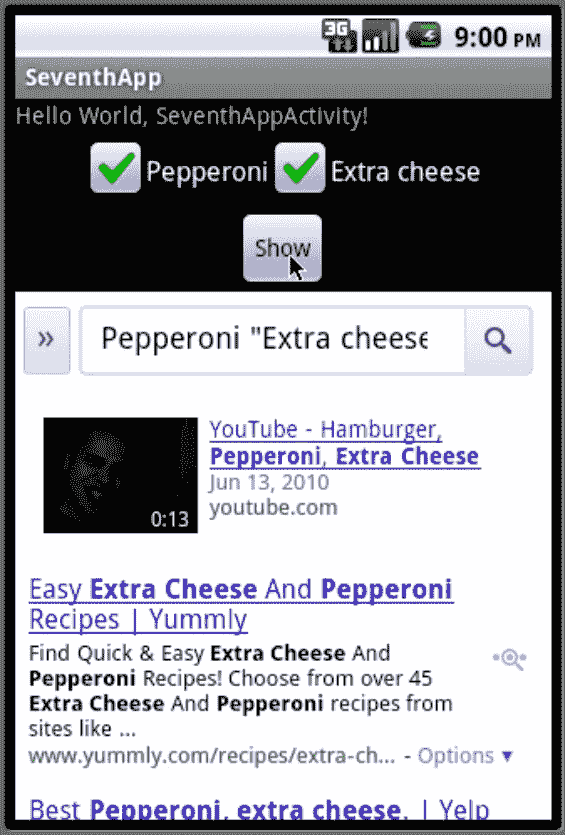 3G 9:00 PM
SeventhApp
Hello World, SeventhAppActivity!
Pepperoni Extra cheese
Show
» Pepperoni "Extra cheese
YouTube - Hamburger,
Pepperoni, Extra Cheese
Jun 13, 2010
0:13 youtube.com
Easy Extra Cheese And Pepperoni
Recipes | Yummly
Find Quick & Easy Extra Cheese And
Pepperoni Recipes! Choose from over 45
Extra Cheese And Pepperoni recipes from
sites like ...
www.yummly.com/recipes/extra-ch... - Options ▼
Best Pepperoni, extra cheese. | Yelp